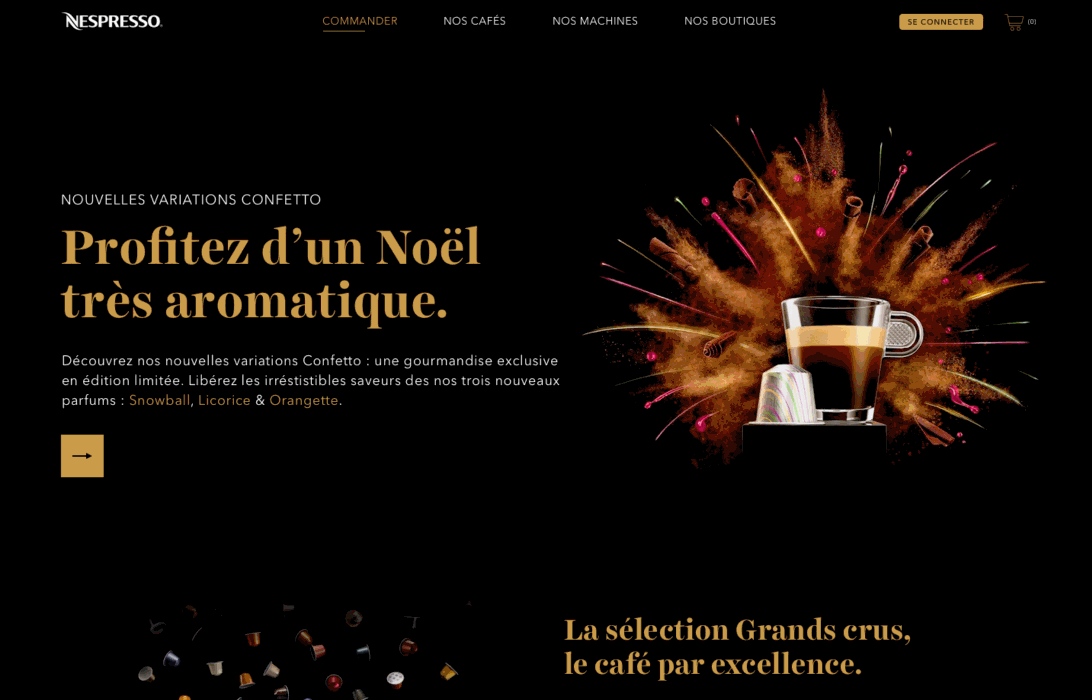 NESPRESSO.
COMMANDER
NOS CAFÉS
NOS MACHINES
NOS BOUTIQUES
SE CONNECTER
(0)
NOUVELLES VARIATIONS CONFETTO
Profitez d’un Noël
très aromatique.
Découvrez nos nouvelles variations Confetto : une gourmandise exclusive
en édition limitée. Libérez les irréstistibles saveurs des nos trois nouveaux
parfums : Snowball, Licorice & Orangette.
La sélection Grands crus,
le café par excellence.